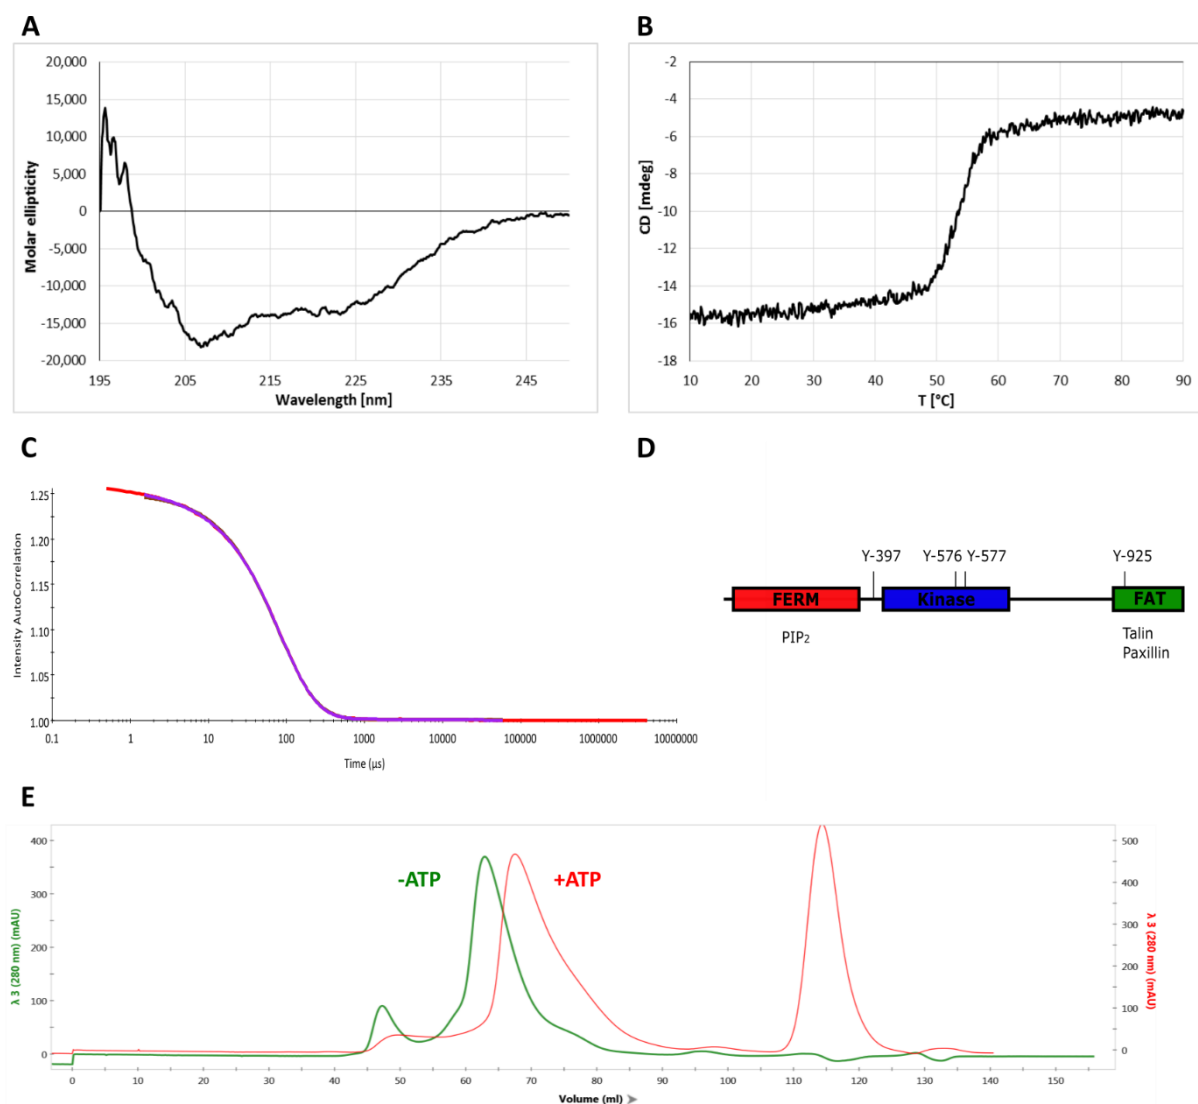 A
20,000
15,000
10,000
5,000
0
-5,000
-10,000
-15,000
-20,000
Molar ellipticity
195 205 215 225 235 245
Wavelength [nm]
B
-2
-4
-6
-8
-10
-12
-14
-16
-18
CD [mdeg]
10 20 30 40 50 60 70 80 90
T [°C]
C
1.25
1.20
1.15
1.10
1.05
1.00
Intensity AutoCorrelation
0.1 1 10 100 1000 10000 100000 1000000 10000000
Time (µs)
D
Y-397 Y-576 Y-577 Y-925
FERM Kinase FAT
PIP2 Talin
Paxillin
E
400
300
200
100
0
λ 3 (280 nm) (mAU)
-ATP +ATP
500
400
300
200
100
0
λ 3 (280 nm) (mAU)
0 10 20 30 40 50 60 70 80 90 100 110 120 130 140 150
Volume (ml) ➤